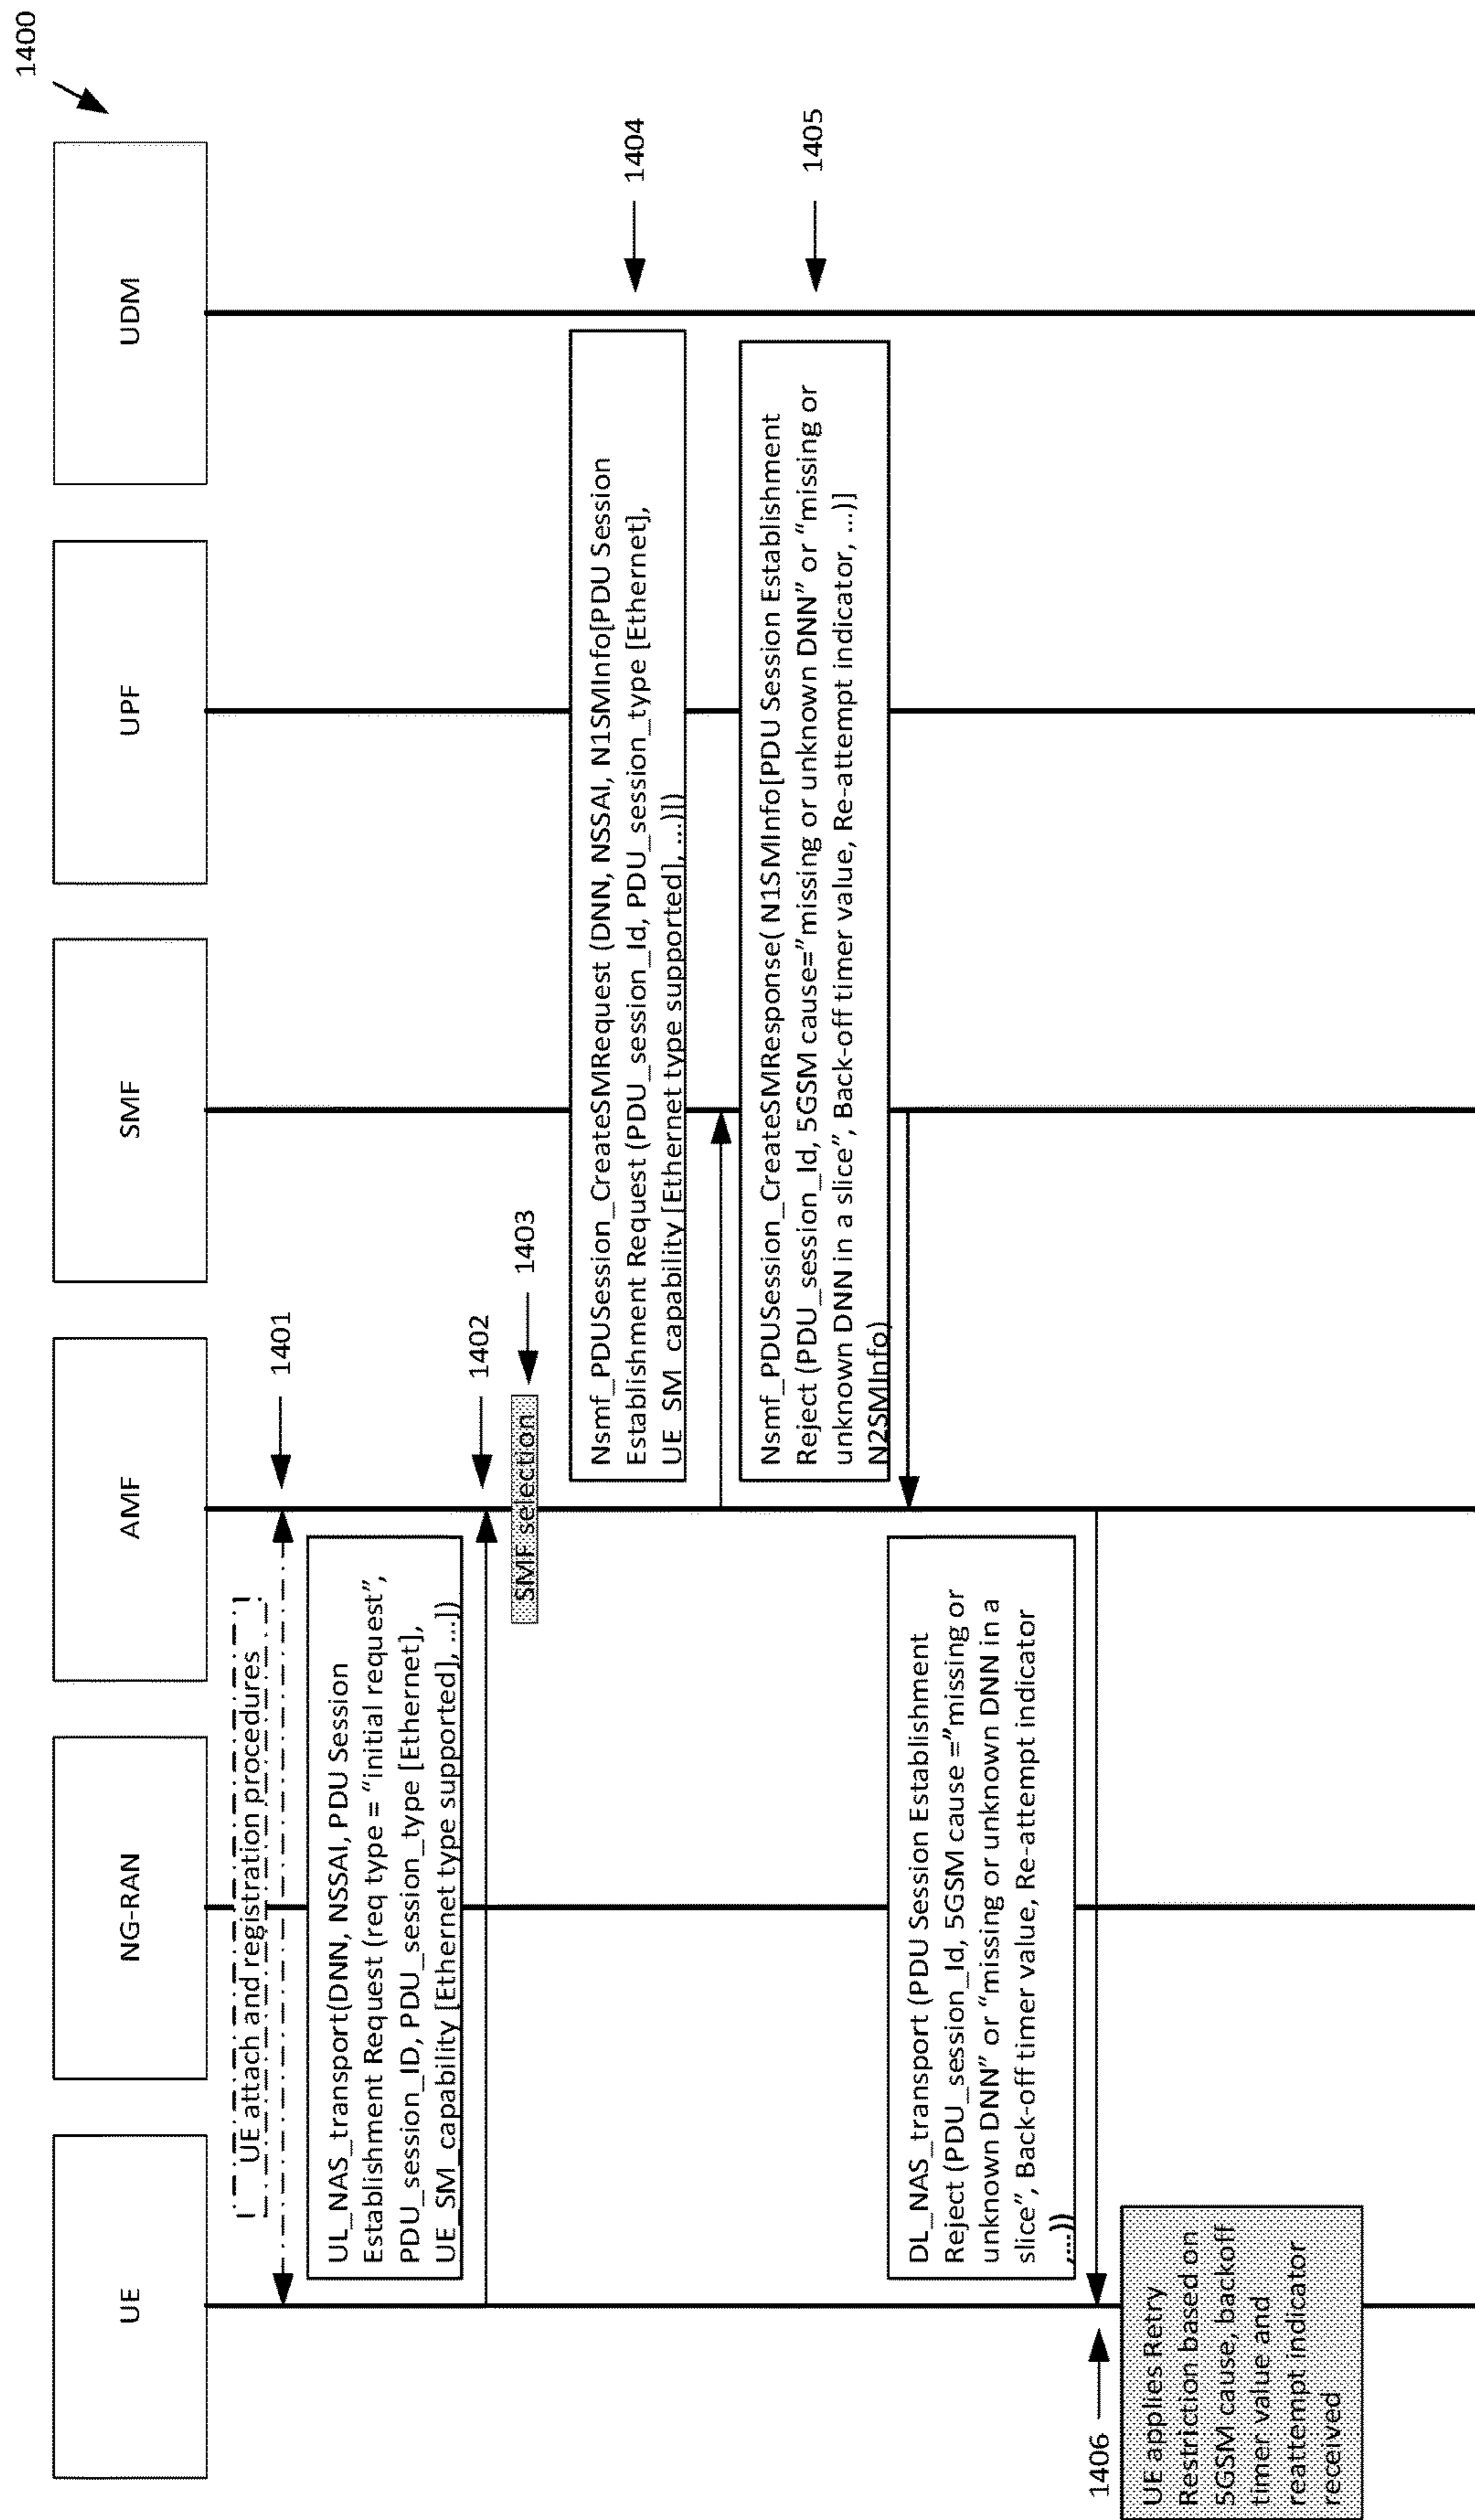 1400
UE
NG-RAN
AMF
SMF
UPF
UDM
UE attach and registration procedures
1401
UL_NAS_transport(DNN, NSSAI, PDU Session
Establishment Request (req type = “initial request”,
PDU_session_ID, PDU_session_type [Ethernet],
UE_SM_capability [Ethernet type supported], ...])
1402
SMF selection
1403
Nsmf_PDUSession_CreateSMRequest (DNN, NSSAI, N1SMInfo[PDU Session
Establishment Request (PDU_session_Id, PDU_session_type [Ethernet],
UE_SM_capability [Ethernet type supported], ...)])
1404
Nsmf_PDUSession_CreateSMResponse( N1SMInfo[PDU Session Establishment
Reject (PDU_session_Id, 5GSM cause=”missing or unknown DNN” or “missing or
unknown DNN in a slice”, Back-off timer value, Re-attempt indicator, ...)]
N2SMInfo)
1405
DL_NAS_transport (PDU Session Establishment
Reject (PDU_session_Id, 5GSM cause =”missing or
unknown DNN” or “missing or unknown DNN in a
slice”, Back-off timer value, Re-attempt indicator
,...))
1406
UE applies Retry
Restriction based on
5GSM cause, backoff
timer value and
reattempt indicator
received